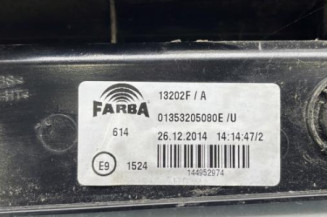 FARBA
13202F / A
01353205080E /U
614
26.12.2014 14:14:47/2
E9 1524
144952974